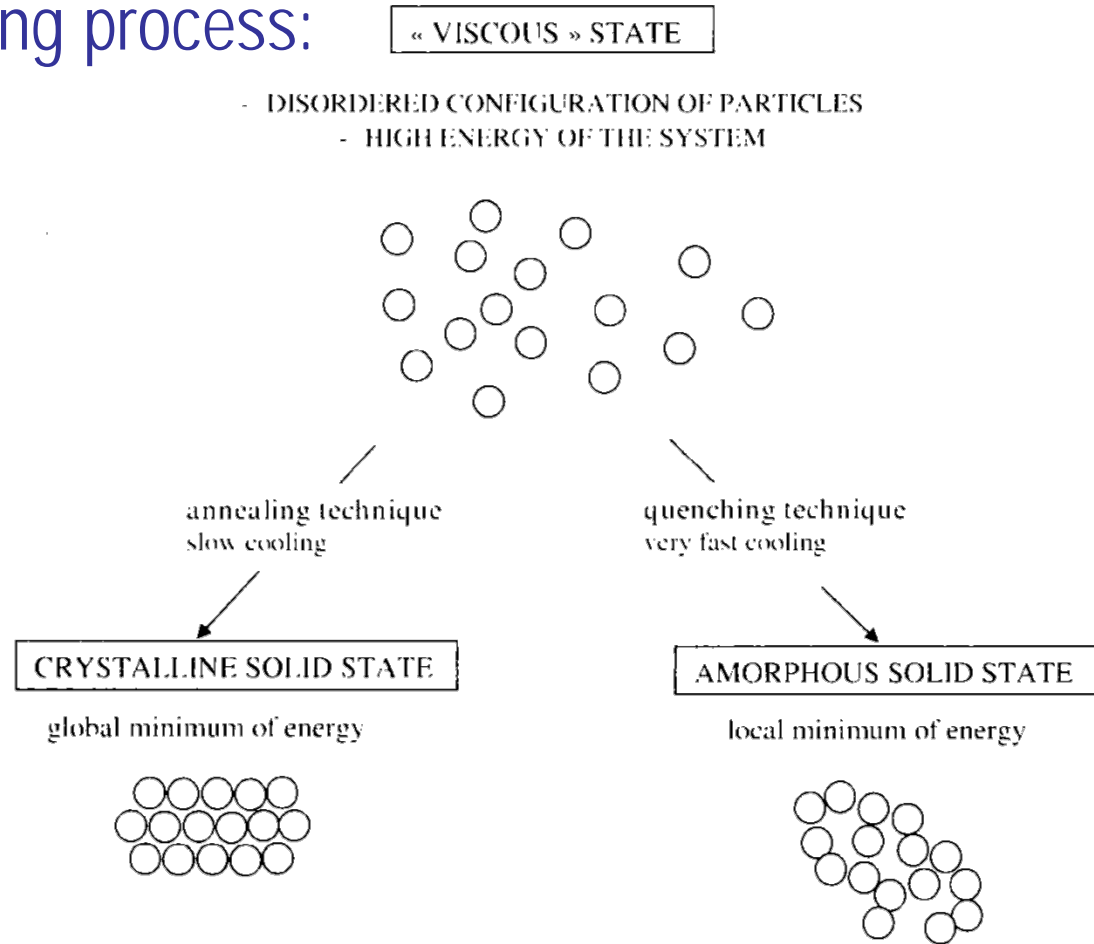 ng process:
« VISCOUS » STATE
- DISORDERED CONFIGURATION OF PARTICLES
- HIGH ENERGY OF THE SYSTEM
annealing technique
slow cooling
quenching technique
very fast cooling
CRYSTALLINE SOLID STATE
global minimum of energy
AMORPHOUS SOLID STATE
local minimum of energy